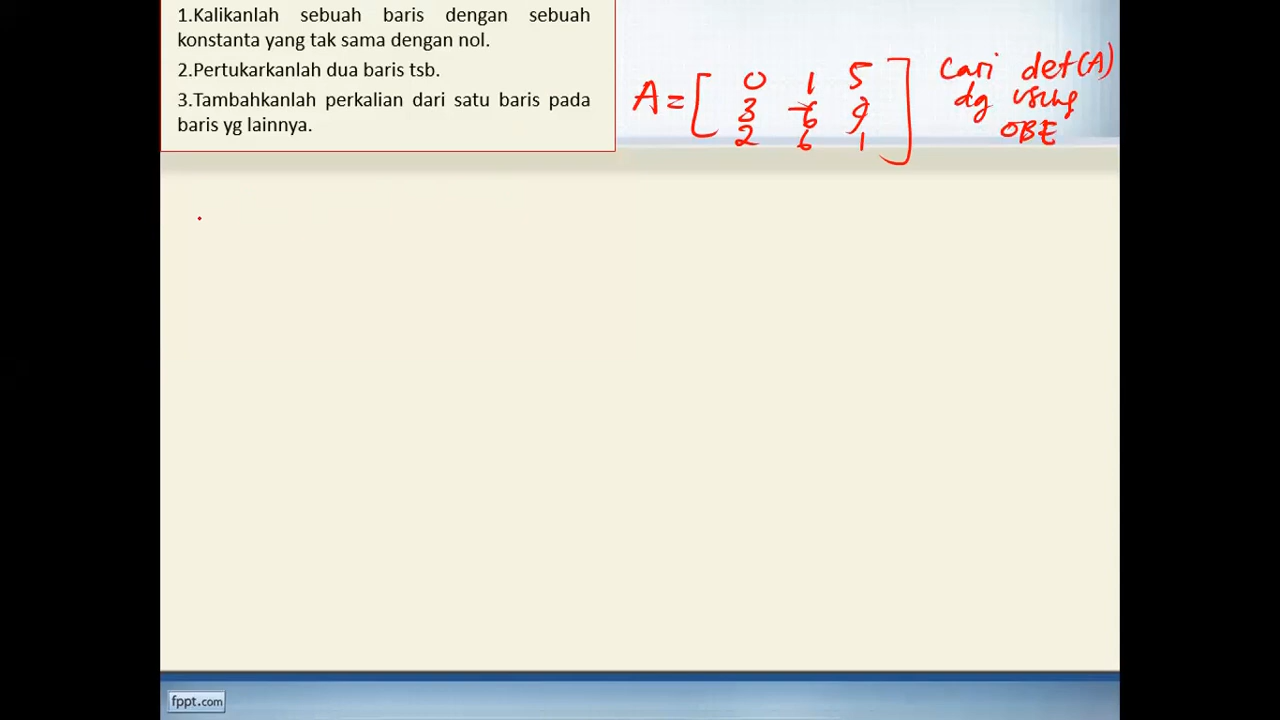 1.Kalikanlah sebuah baris dengan sebuah
konstanta yang tak sama dengan nol.
2.Pertukarkanlah dua baris tsb.
3.Tambahkanlah perkalian dari satu baris pada
baris yg lainnya.
A = [ 0 1 5
3 -6 9
2 6 1 ]
Cari det(A)
dg
OBE
fppt.com